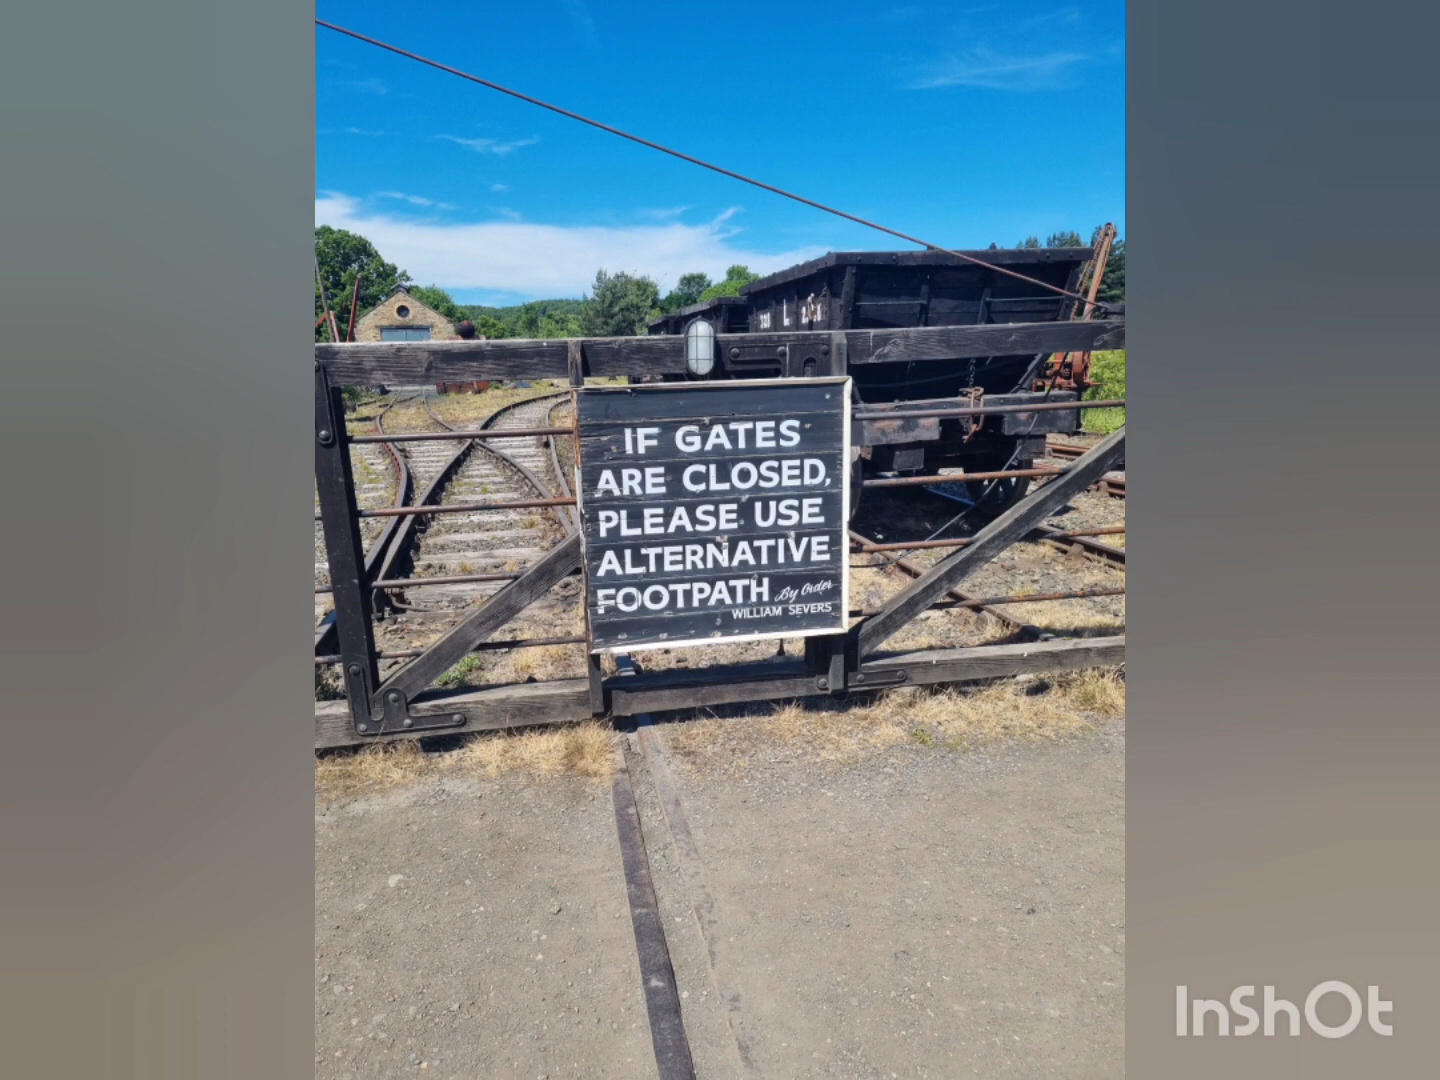 IF GATES
ARE CLOSED,
PLEASE USE
ALTERNATIVE
FOOTPATH By Order
WILLIAM SEVERS
InShOt